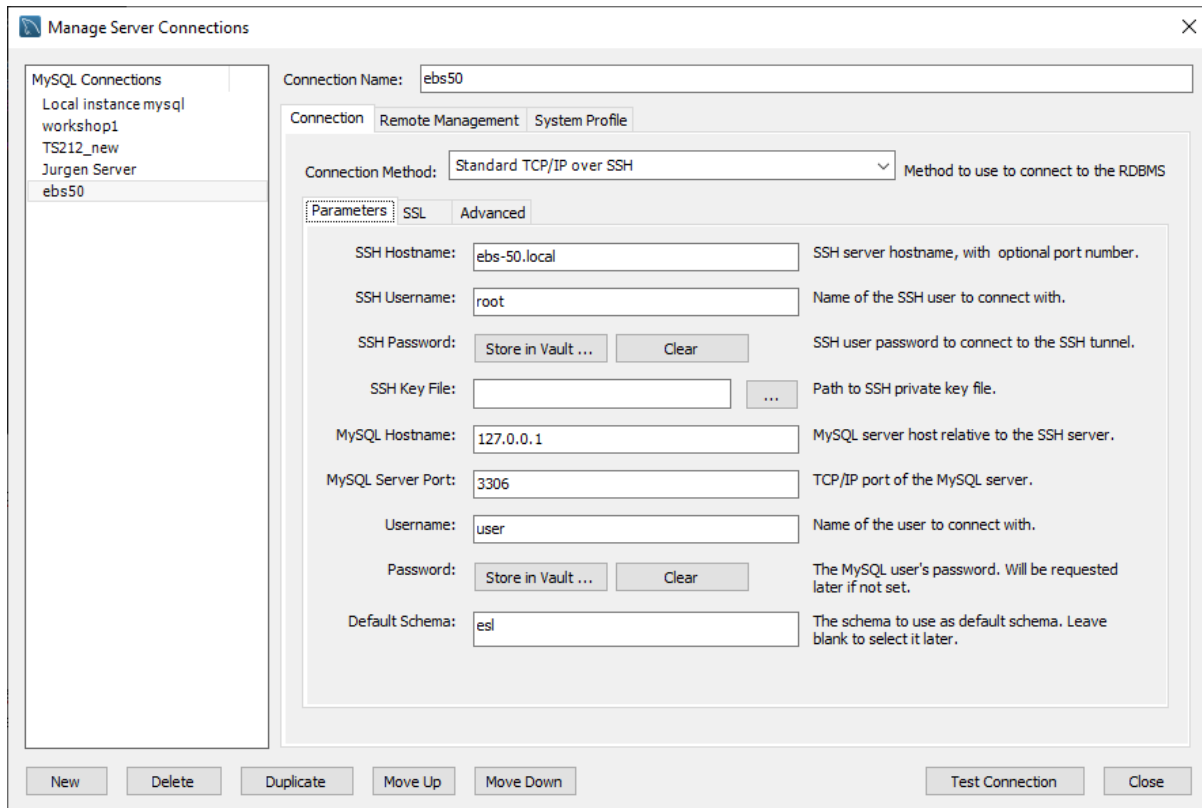 Manage Server Connections
MySQL Connections
Local instance mysql
workshop1
TS212_new
Jurgen Server
ebs50
Connection Name: ebs50
Connection Remote Management System Profile
Connection Method: Standard TCP/IP over SSH Method to use to connect to the RDBMS
Parameters SSL Advanced
SSH Hostname: ebs-50.local SSH server hostname, with optional port number.
SSH Username: root Name of the SSH user to connect with.
SSH Password: Store in Vault ... Clear SSH user password to connect to the SSH tunnel.
SSH Key File: ... Path to SSH private key file.
MySQL Hostname: 127.0.0.1 MySQL server host relative to the SSH server.
MySQL Server Port: 3306 TCP/IP port of the MySQL server.
Username: user Name of the user to connect with.
Password: Store in Vault ... Clear The MySQL user's password. Will be requested
later if not set.
Default Schema: esl The schema to use as default schema. Leave
blank to select it later.
New Delete Duplicate Move Up Move Down Test Connection Close